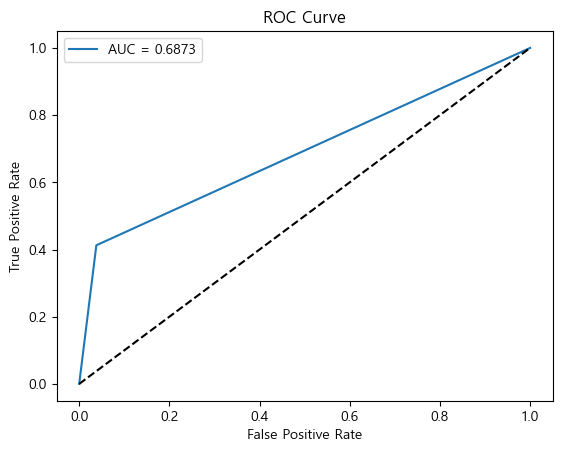 ROC Curve
AUC = 0.6873
True Positive Rate
1.0
0.8
0.6
0.4
0.2
0.0
0.0 0.2 0.4 0.6 0.8 1.0
False Positive Rate